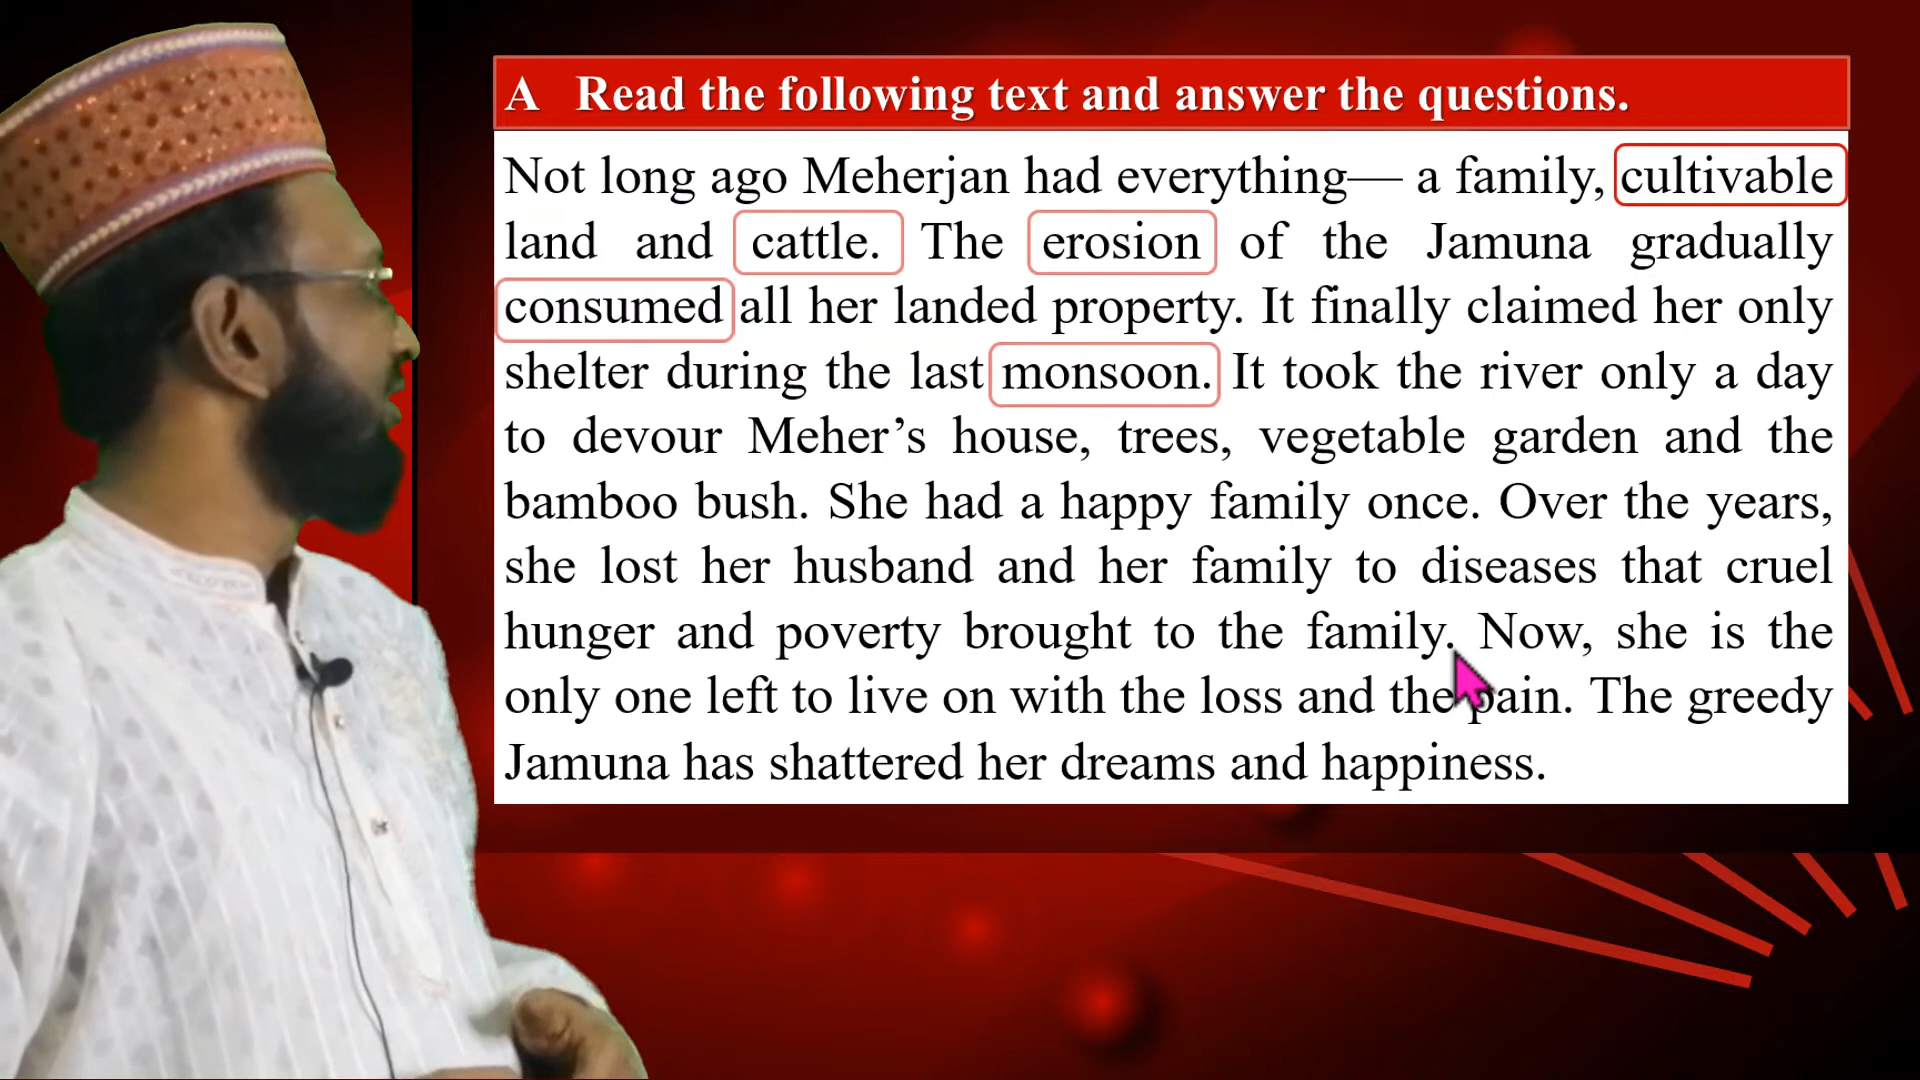 A Read the following text and answer the questions.
Not long ago Meherjan had everything— a family, cultivable
land and cattle. The erosion of the Jamuna gradually
consumed all her landed property. It finally claimed her only
shelter during the last monsoon. It took the river only a day
to devour Meher’s house, trees, vegetable garden and the
bamboo bush. She had a happy family once. Over the years,
she lost her husband and her family to diseases that cruel
hunger and poverty brought to the family. Now, she is the
only one left to live on with the loss and the pain. The greedy
Jamuna has shattered her dreams and happiness.